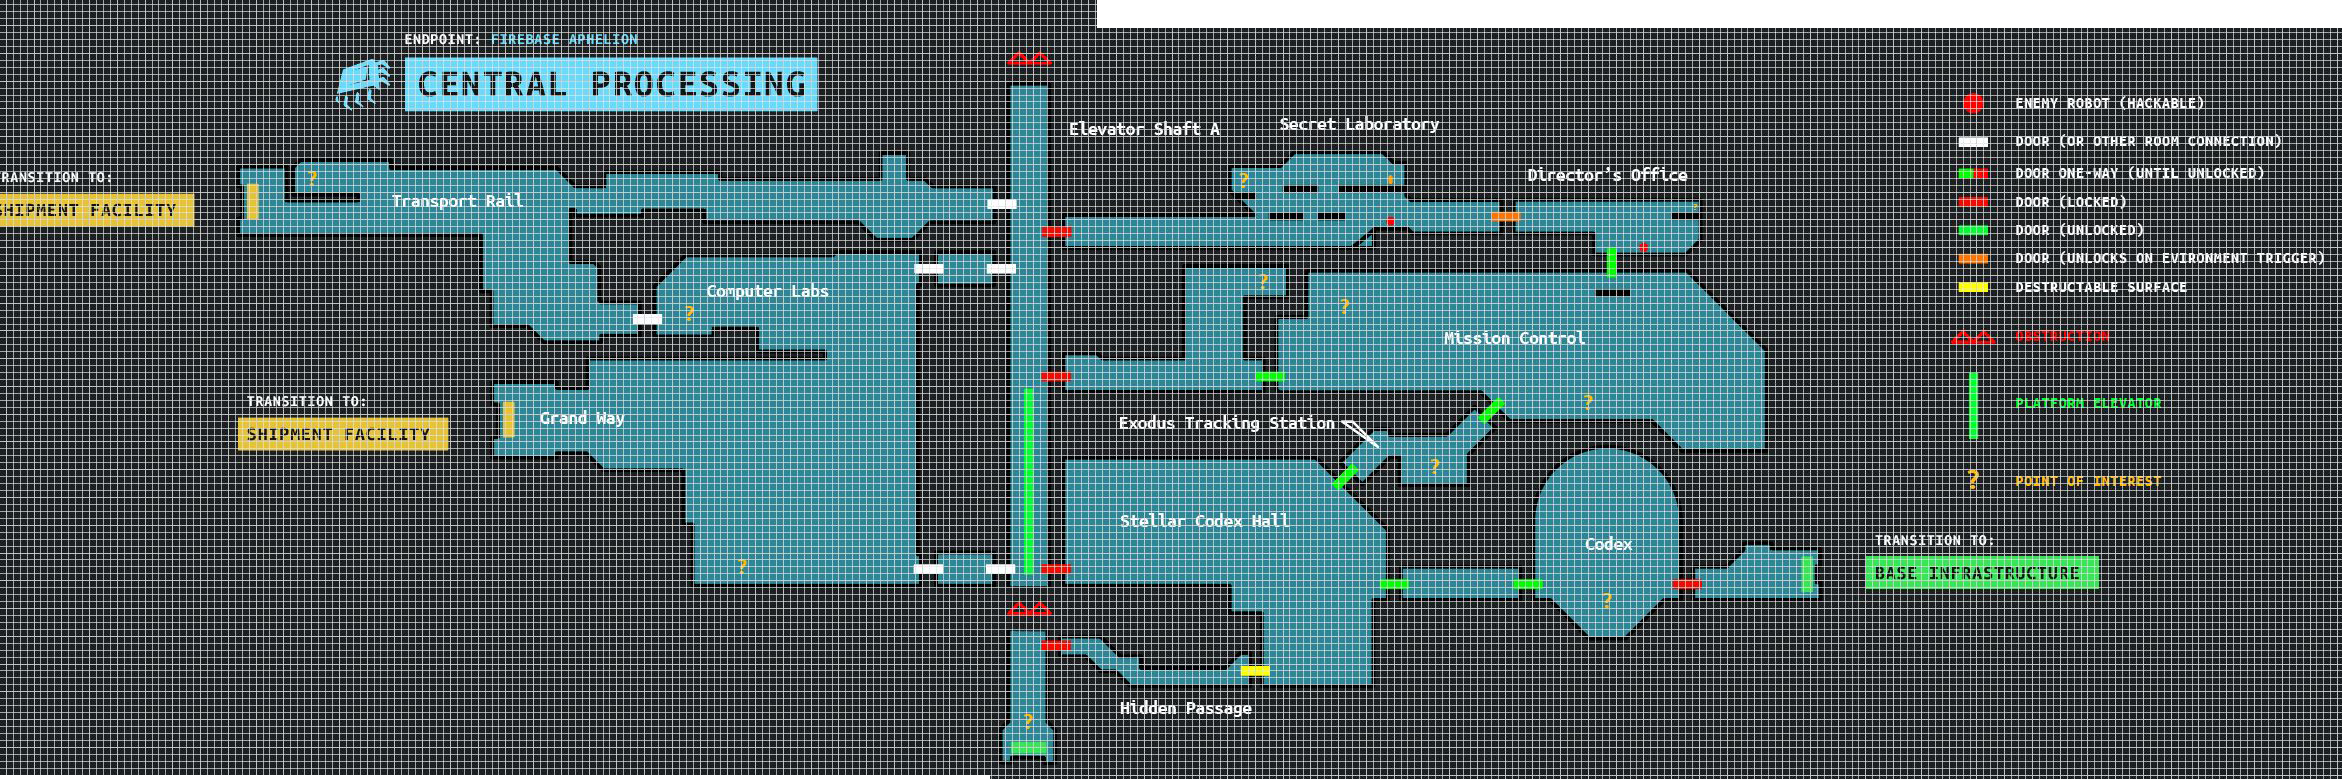 ENDPOINT: FIREBASE APHELION
CENTRAL PROCESSING
Elevator Shaft A
Secret Laboratory
Director's Office
RANSITION TO:
SHIPMENT FACILITY
?
Transport Rail
?
Computer Labs
?
?
?
Mission Control
?
TRANSITION TO:
SHIPMENT FACILITY
Grand Way
?
Exodus Tracking Station
?
Stellar Codex Hall
Codex
?
TRANSITION TO:
BASE INFRASTRUCTURE
Hidden Passage
?
ENEMY ROBOT (HACKABLE)
DOOR (OR OTHER ROOM CONNECTION)
DOOR ONE-WAY (UNTIL UNLOCKED)
DOOR (LOCKED)
DOOR (UNLOCKED)
DOOR (UNLOCKS ON EVIRONMENT TRIGGER)
DESTRUCTABLE SURFACE
OBSTRUCTION
PLATFORM ELEVATOR
? POINT OF INTEREST